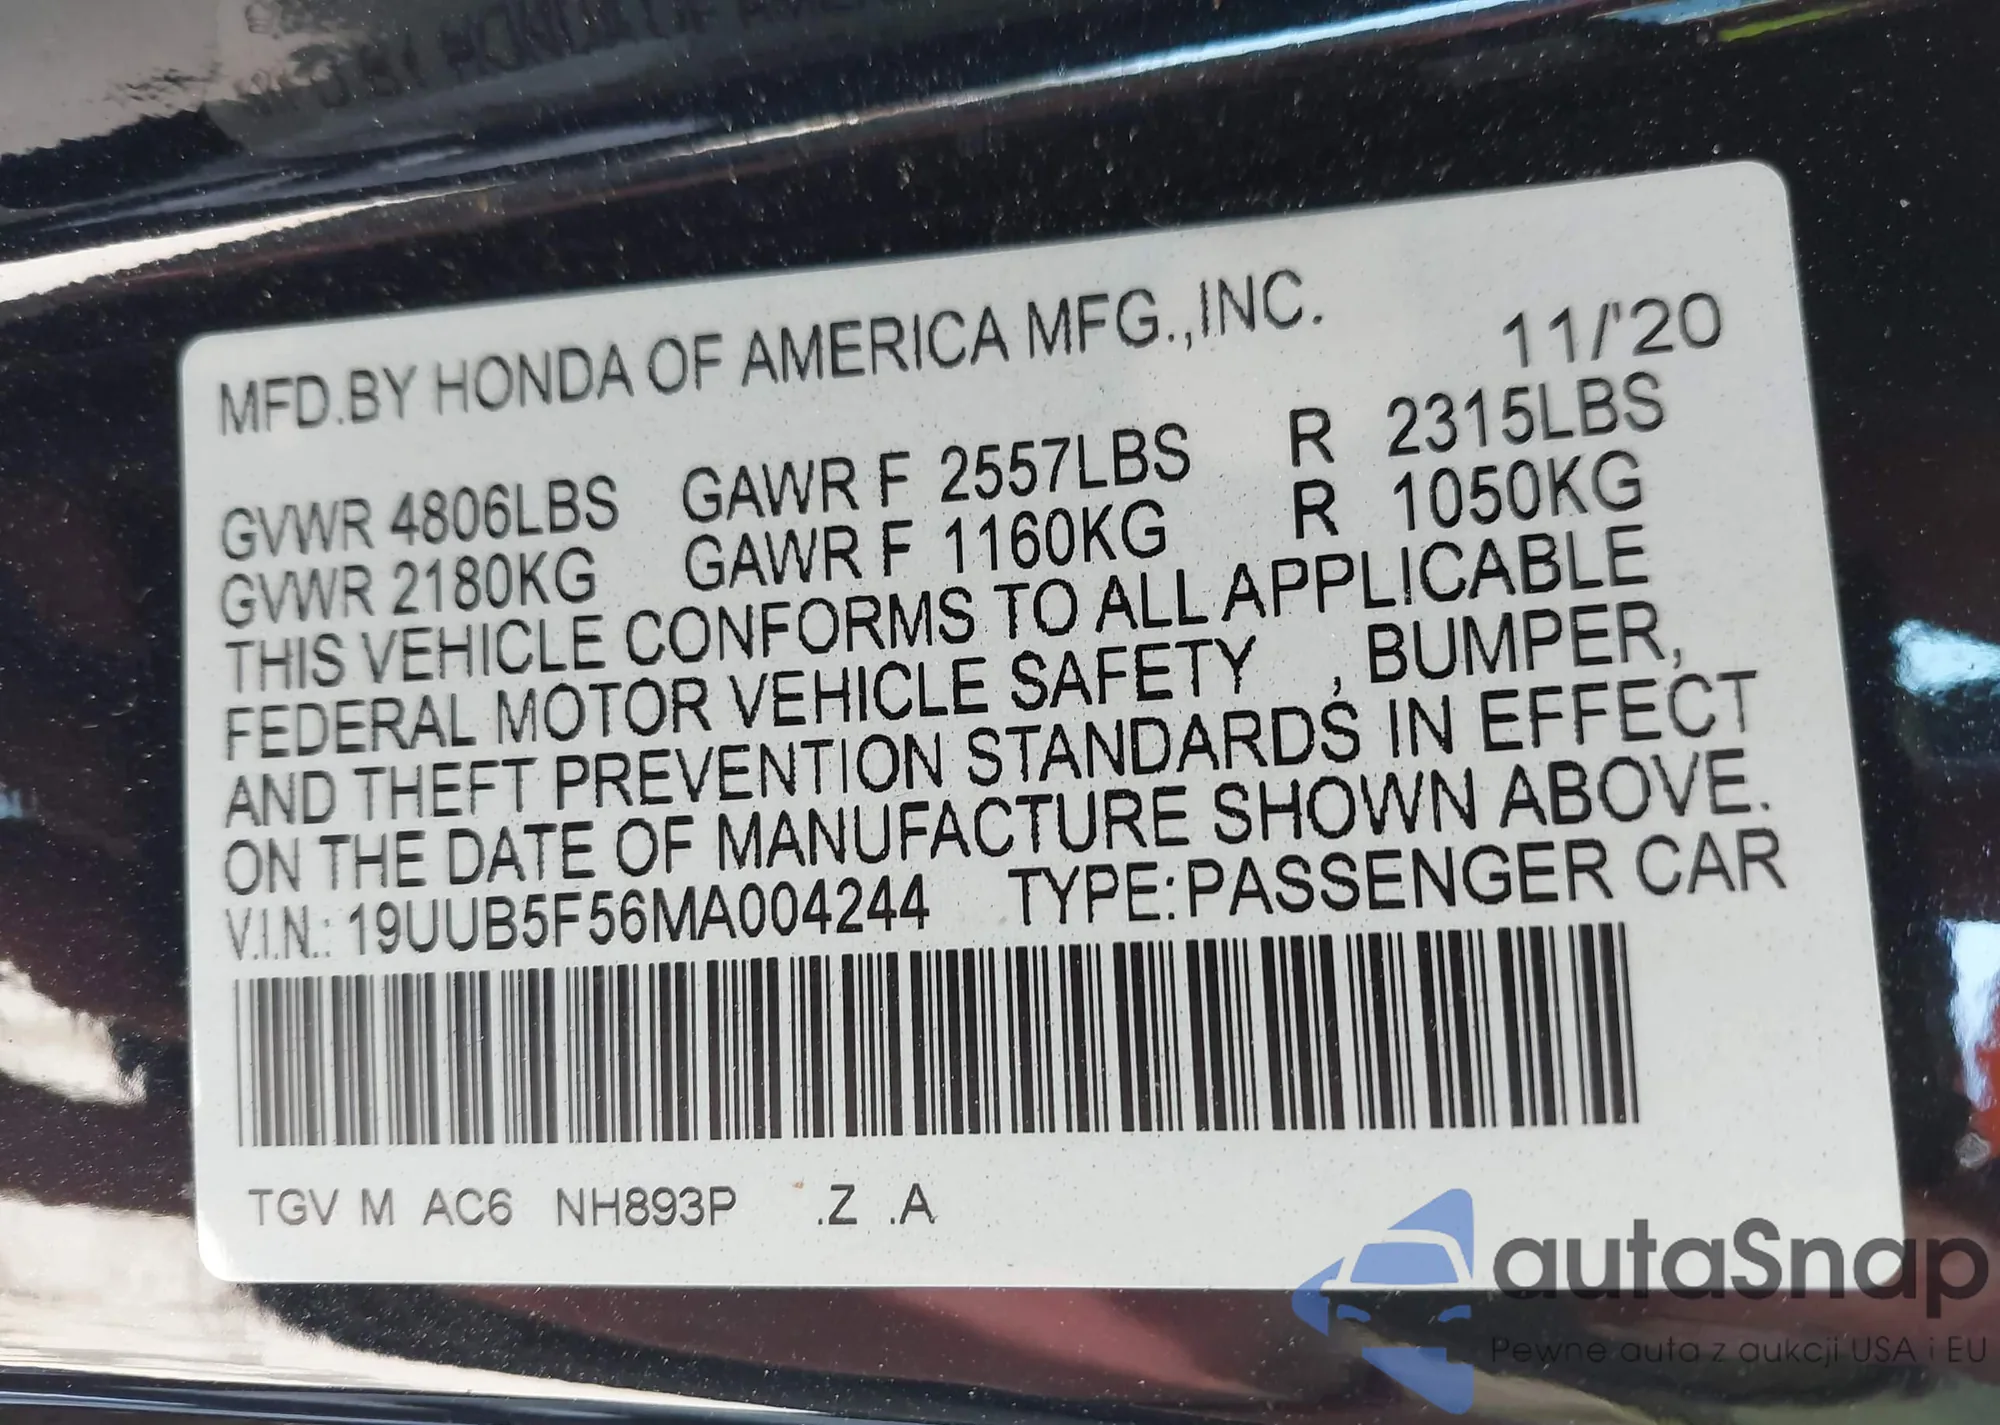 MFD.BY HONDA OF AMERICA MFG.,INC. 11/'20
GVWR 4806LBS GAWR F 2557LBS R 2315LBS
GVWR 2180KG GAWR F 1160KG R 1050KG
THIS VEHICLE CONFORMS TO ALL APPLICABLE
FEDERAL MOTOR VEHICLE SAFETY , BUMPER,
AND THEFT PREVENTION STANDARDS IN EFFECT
ON THE DATE OF MANUFACTURE SHOWN ABOVE.
V.I.N.: 19UUB5F56MA004244 TYPE:PASSENGER CAR
TGV M AC6 NH893P .Z .A
autaSnap
Pewne auta z aukcji USA i EU